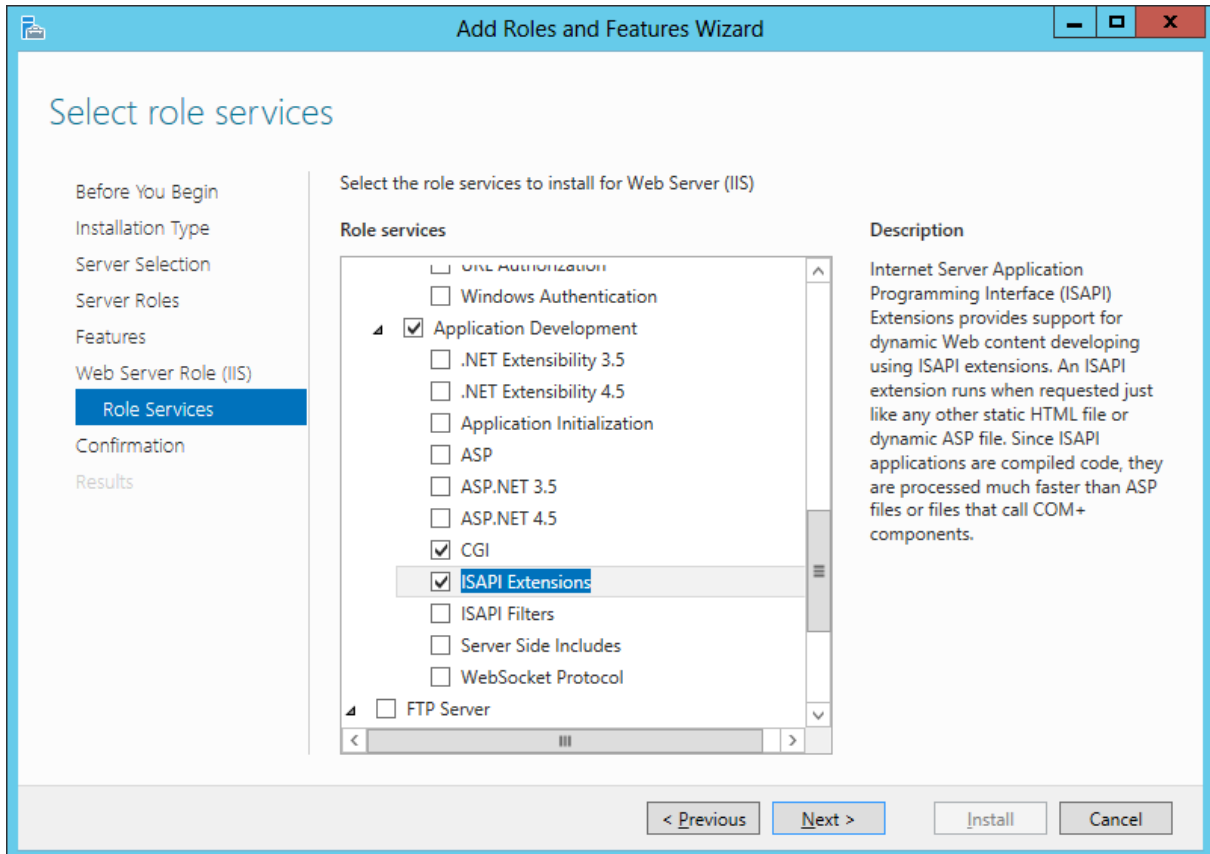 Add Roles and Features Wizard
Select role services
Before You Begin
Installation Type
Server Selection
Server Roles
Features
Web Server Role (IIS)
Role Services
Confirmation
Results
Select the role services to install for Web Server (IIS)
Role services
URL Authorization
Windows Authentication
Application Development
.NET Extensibility 3.5
.NET Extensibility 4.5
Application Initialization
ASP
ASP.NET 3.5
ASP.NET 4.5
CGI
ISAPI Extensions
ISAPI Filters
Server Side Includes
WebSocket Protocol
FTP Server
Description
Internet Server Application
Programming Interface (ISAPI)
Extensions provides support for
dynamic Web content developing
using ISAPI extensions. An ISAPI
extension runs when requested just
like any other static HTML file or
dynamic ASP file. Since ISAPI
applications are compiled code, they
are processed much faster than ASP
files or files that call COM+
components.
< Previous
Next >
Install
Cancel